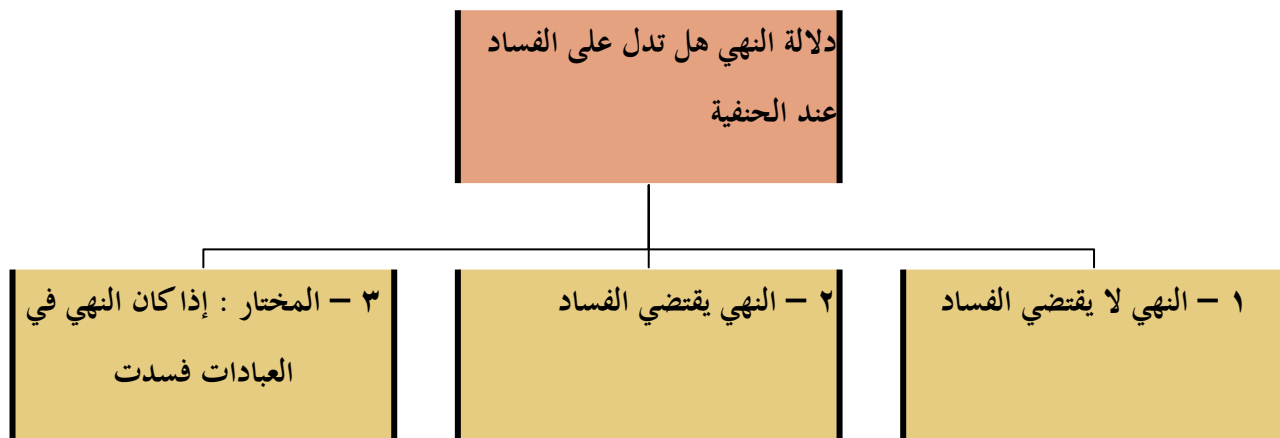 دلالة النهي هل تدل على الفساد
عند الحنفية
١ – النهي لا يقتضي الفساد
٢ – النهي يقتضي الفساد
٣ – المختار : إذا كان النهي في
العبادات فسدت